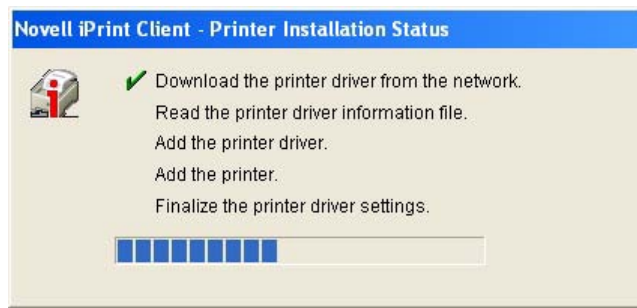 Novell iPrint Client - Printer Installation Status
Download the printer driver from the network.
Read the printer driver information file.
Add the printer driver.
Add the printer.
Finalize the printer driver settings.